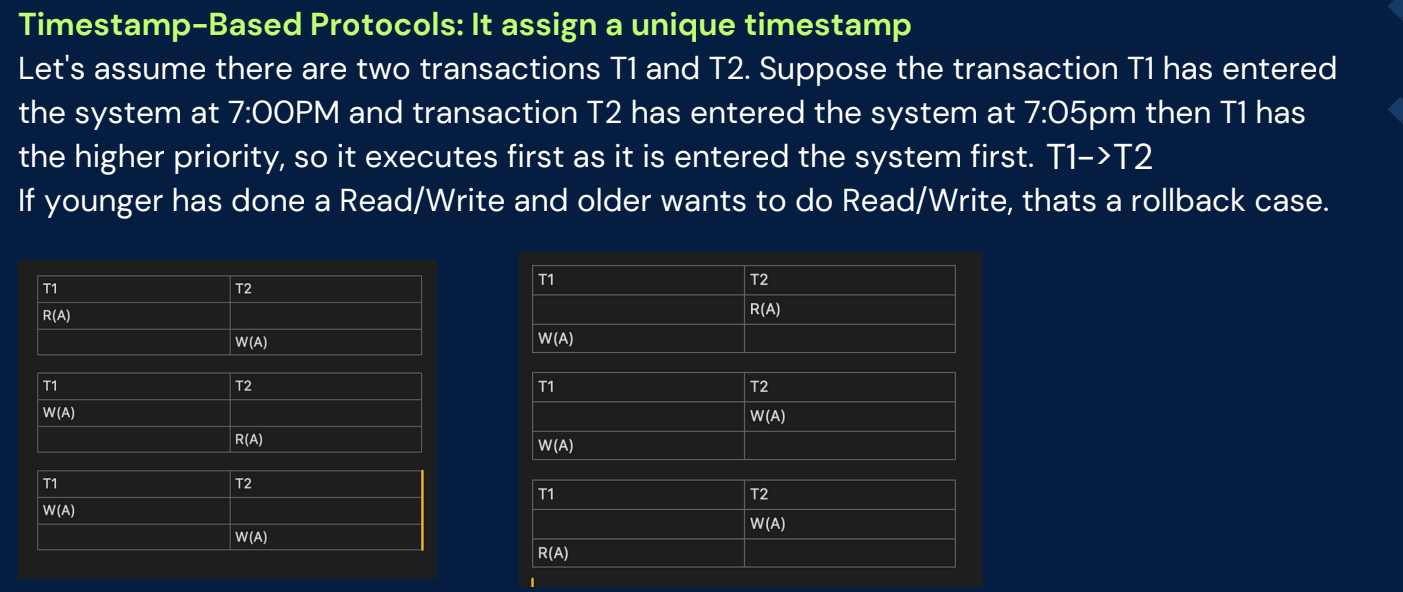 Timestamp-Based Protocols: It assign a unique timestamp
Let's assume there are two transactions T1 and T2. Suppose the transaction T1 has entered
the system at 7:00PM and transaction T2 has entered the system at 7:05pm then T1 has
the higher priority, so it executes first as it is entered the system first. T1->T2
If younger has done a Read/Write and older wants to do Read/Write, thats a rollback case.
T1 T2
R(A)
W(A)
T1 T2
W(A)
R(A)
T1 T2
W(A)
W(A)
T1 T2
R(A)
W(A)
T1 T2
W(A)
W(A)
T1 T2
W(A)
R(A)